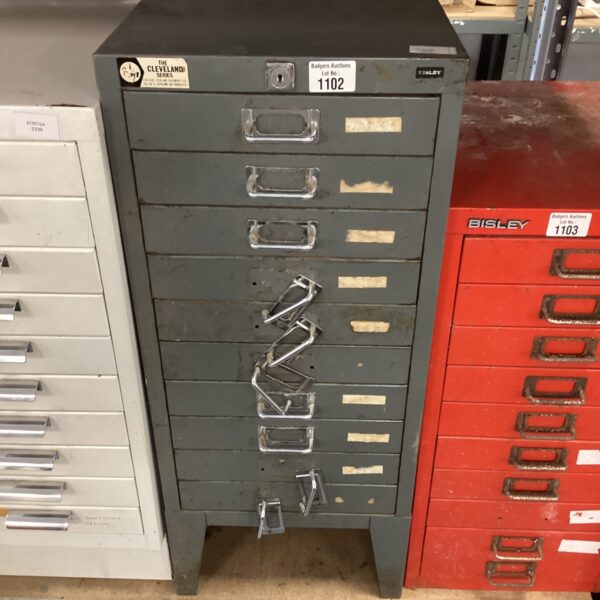 THE
CLEVELAND
SERIES
Badgers Auctions
Lot No.:
1102
BISLEY
BISLEY
Badgers Auctions
Lot No.:
1103